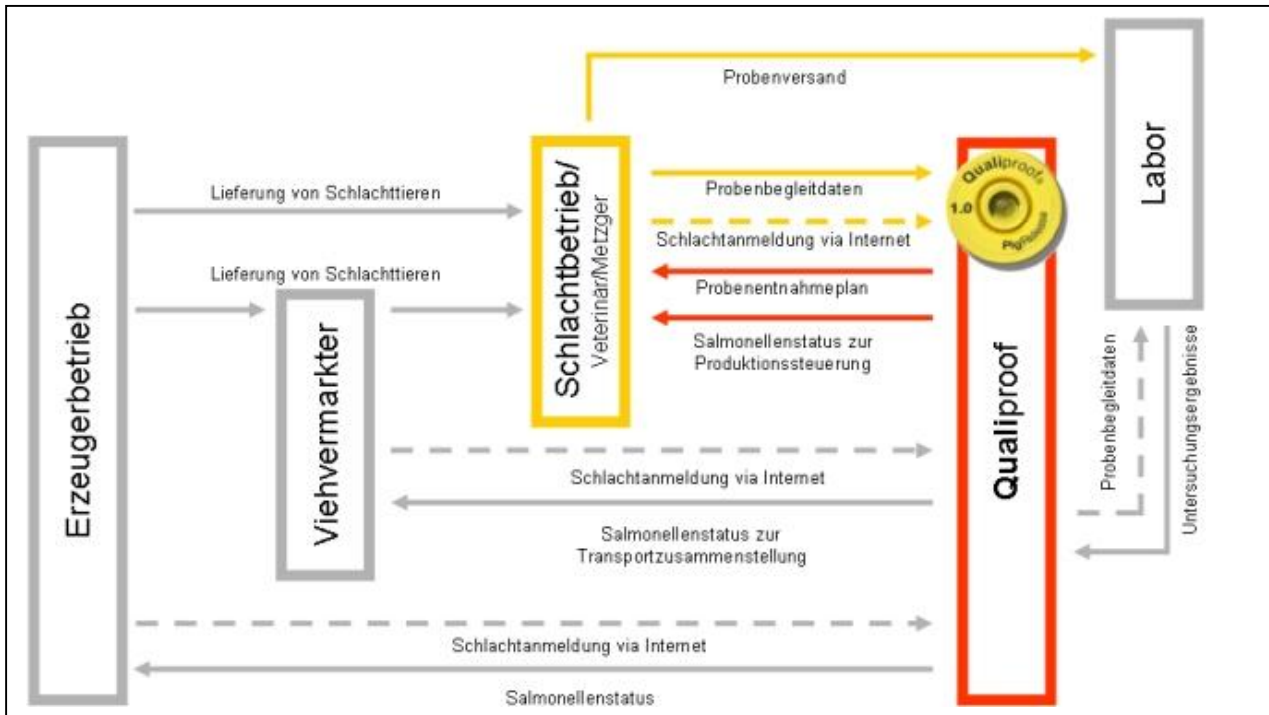 Probenversand
Labor
Erzeugerbetrieb
Lieferung von Schlachttieren
Lieferung von Schlachttieren
Viehvermarkter
Schlachtbetrieb/
Veterinär/Metzger
Probenbegleitdaten
Schlachtanmeldung via Internet
Probenentnahmeplan
Salmonellenstatus zur
Produktionssteuerung
Qualiproof
1.0
Qualiproof
Probenbegleitdaten
Untersuchungsergebnisse
Schlachtanmeldung via Internet
Salmonellenstatus zur
Transportzusammenstellung
Schlachtanmeldung via Internet
Salmonellenstatus